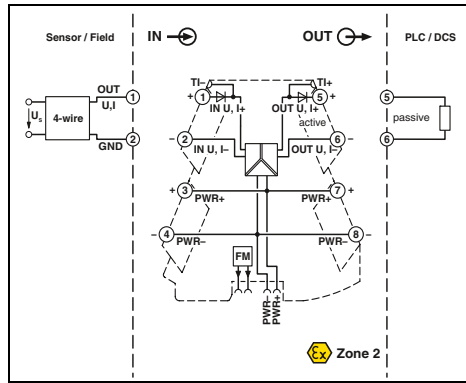 Sensor / Field
IN
OUT
PLC / DCS
TI–
TI+
OUT
1
+ 1
5 +
5
U,I
IN U, I+
OUT U, I+
Us
4-wire
active
passive
2
GND
– 2
IN U, I–
OUT U, I–
6 –
6
+ 3
PWR+
PWR+
7 +
– 4
PWR–
PWR–
8 –
FM
PWR–
PWR+
Ex Zone 2